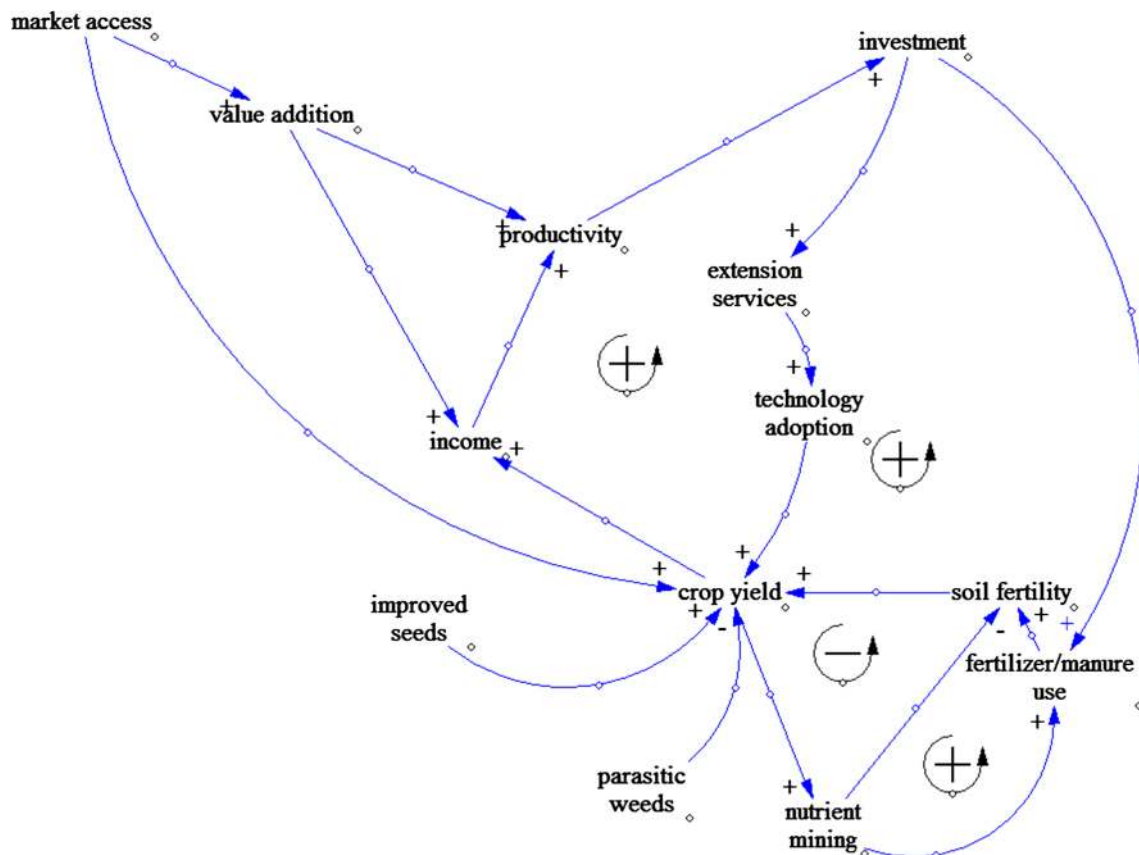 market access
investment
value addition
productivity
extension
services
technology
adoption
income
crop yield
soil fertility
improved
seeds
fertilizer/manure
use
parasitic
weeds
nutrient
mining